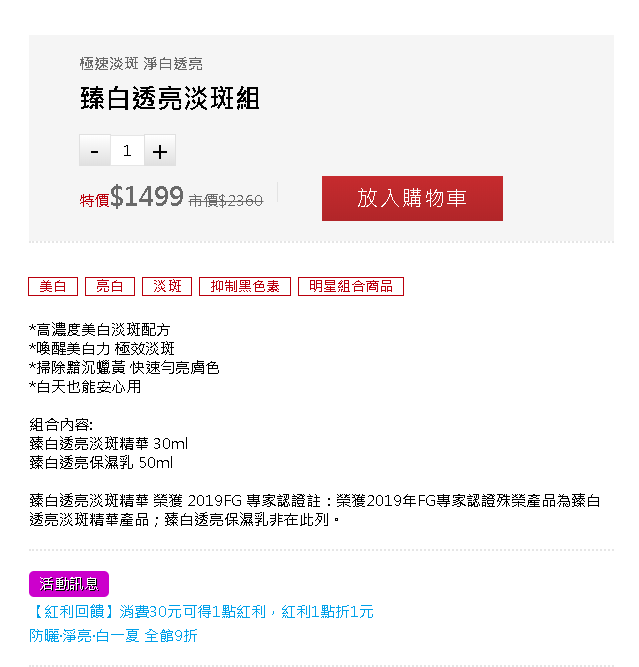 極速淡斑 淨白透亮
臻白透亮淡斑組
- 1 +
特價$1499 市價$2360
放入購物車
美白 亮白 淡斑 抑制黑色素 明星組合商品
*高濃度美白淡斑配方
*喚醒美白力 極效淡斑
*掃除黯沉蠟黃 快速勻亮膚色
*白天也能安心用
組合內容:
臻白透亮淡斑精華 30ml
臻白透亮保濕乳 50ml
臻白透亮淡斑精華 榮獲 2019FG 專家認證註：榮獲2019年FG專家認證殊榮產品為臻白
透亮淡斑精華產品；臻白透亮保濕乳非在此列。
活動訊息
【紅利回饋】消費30元可得1點紅利，紅利1點折1元
防曬‧淨亮‧白一夏 全館9折